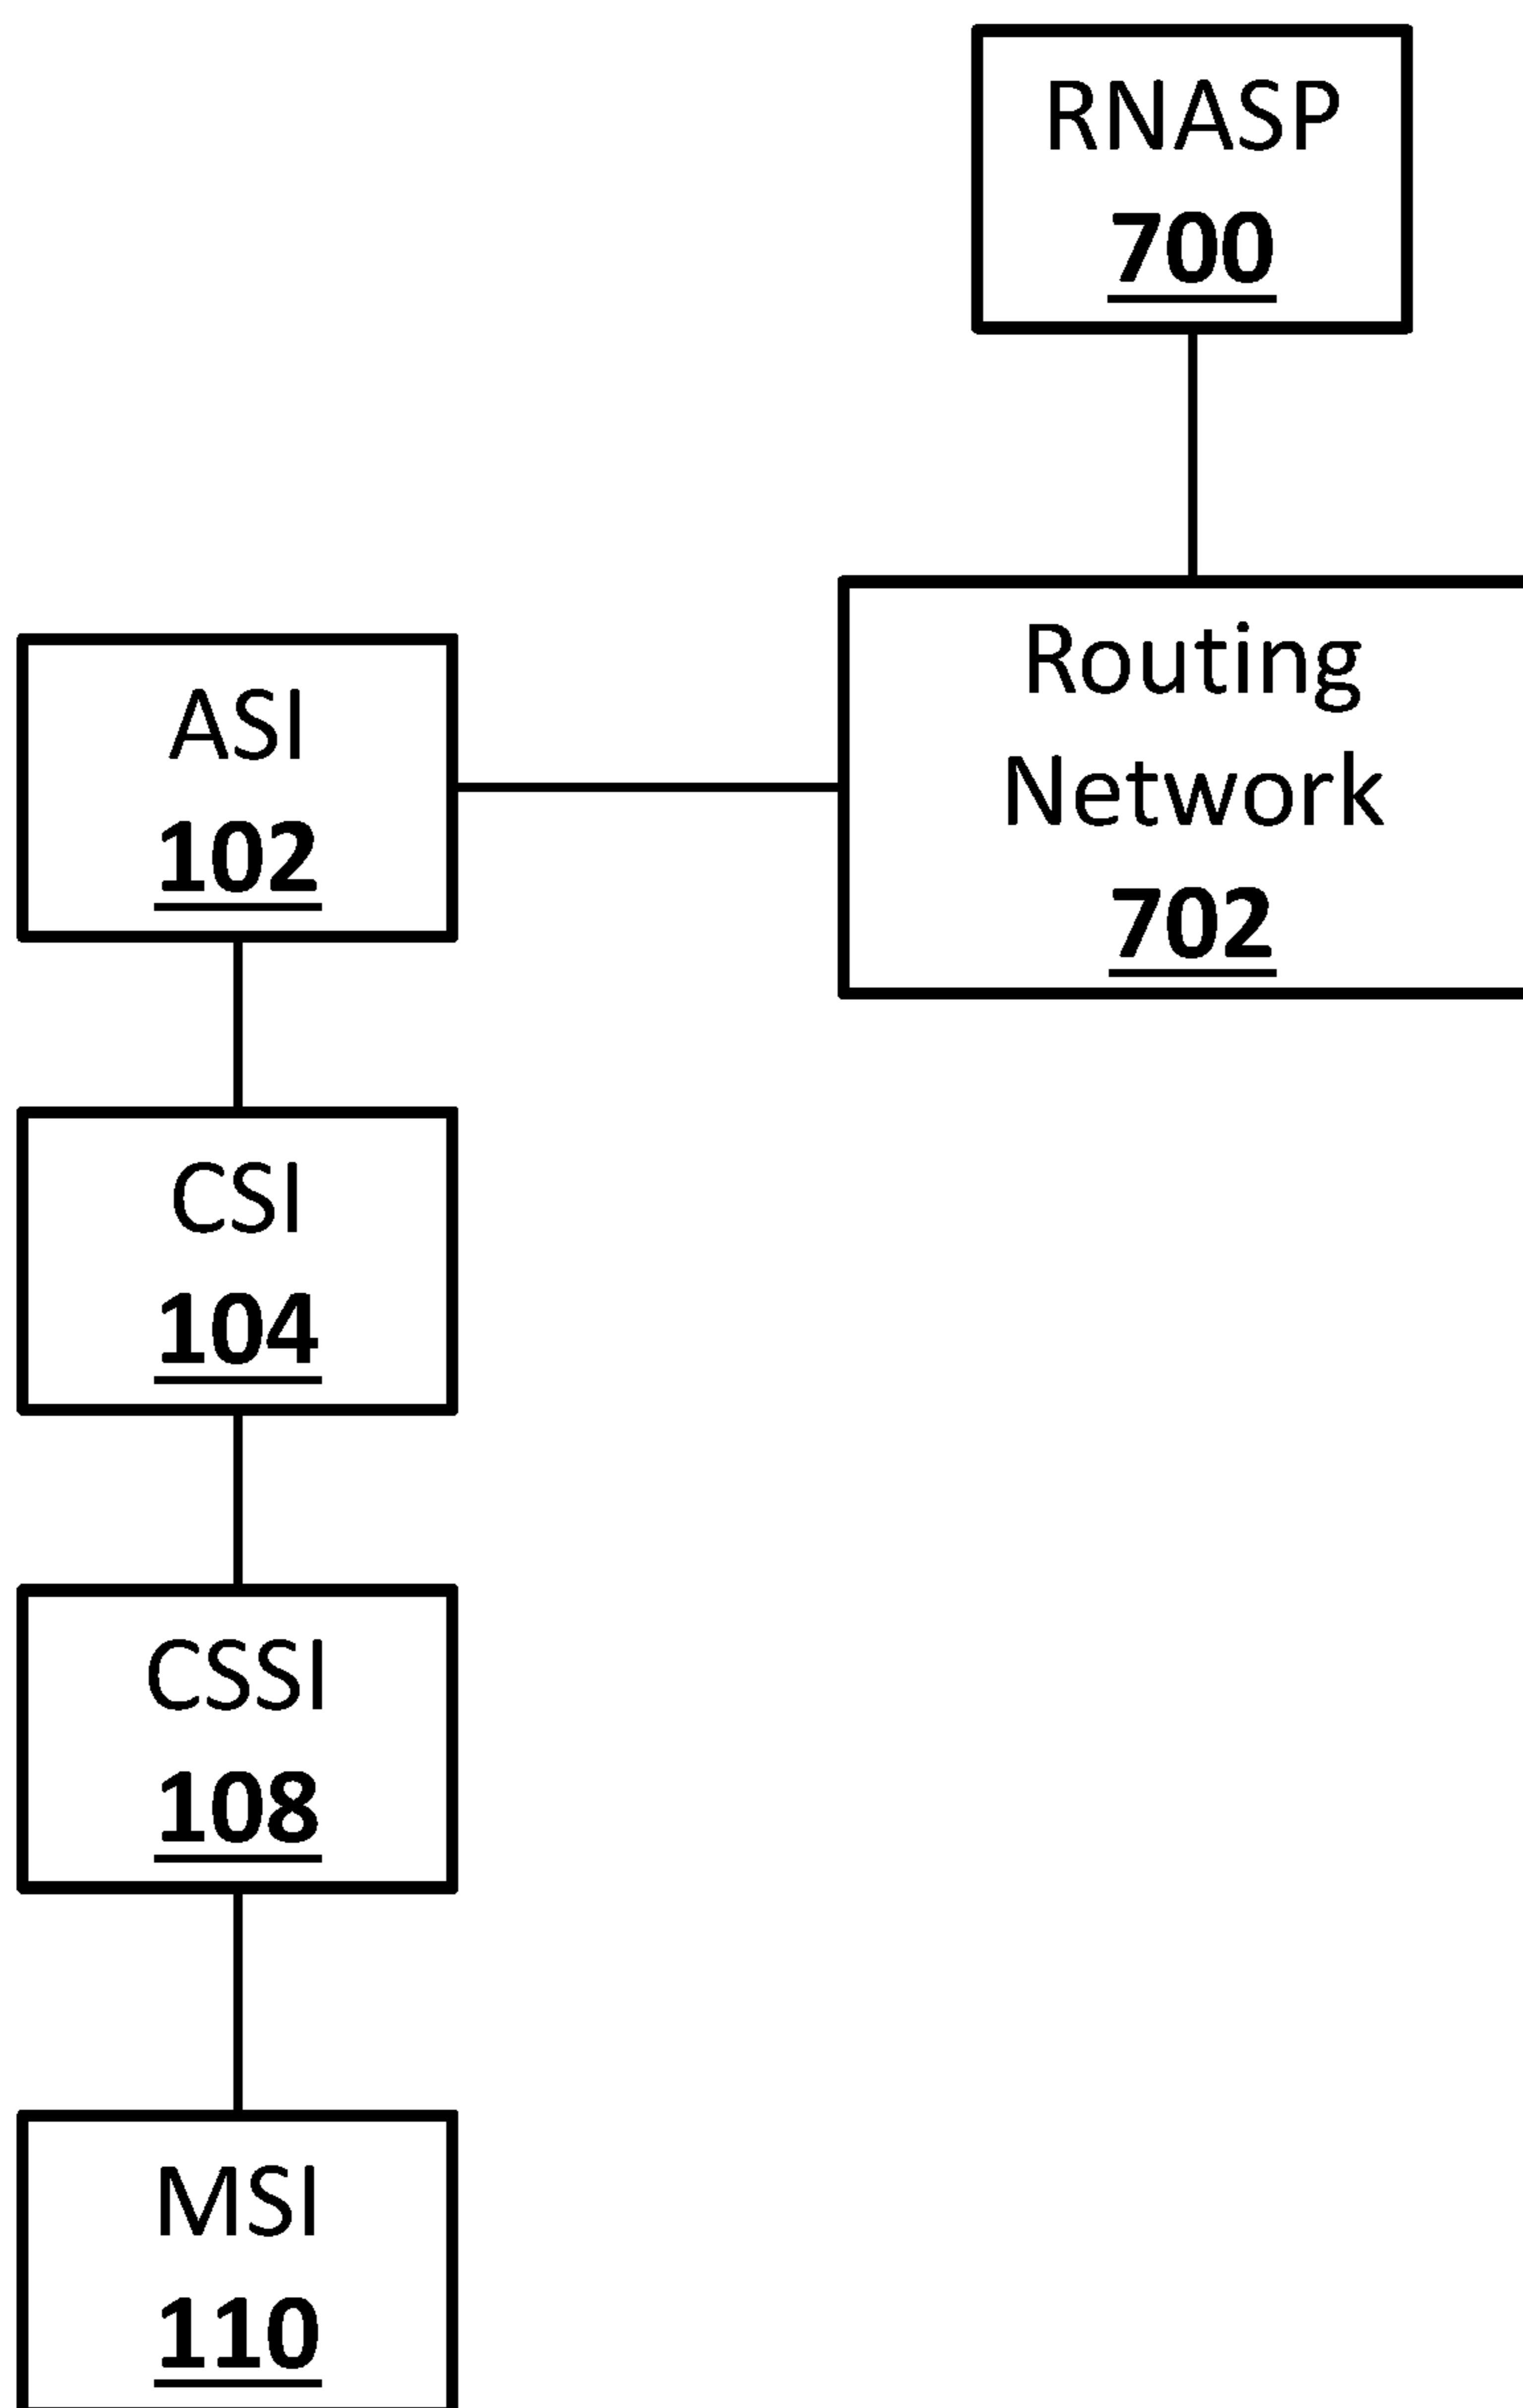 RNASP
700
Routing
Network
702
ASI
102
CSI
104
CSSI
108
MSI
110